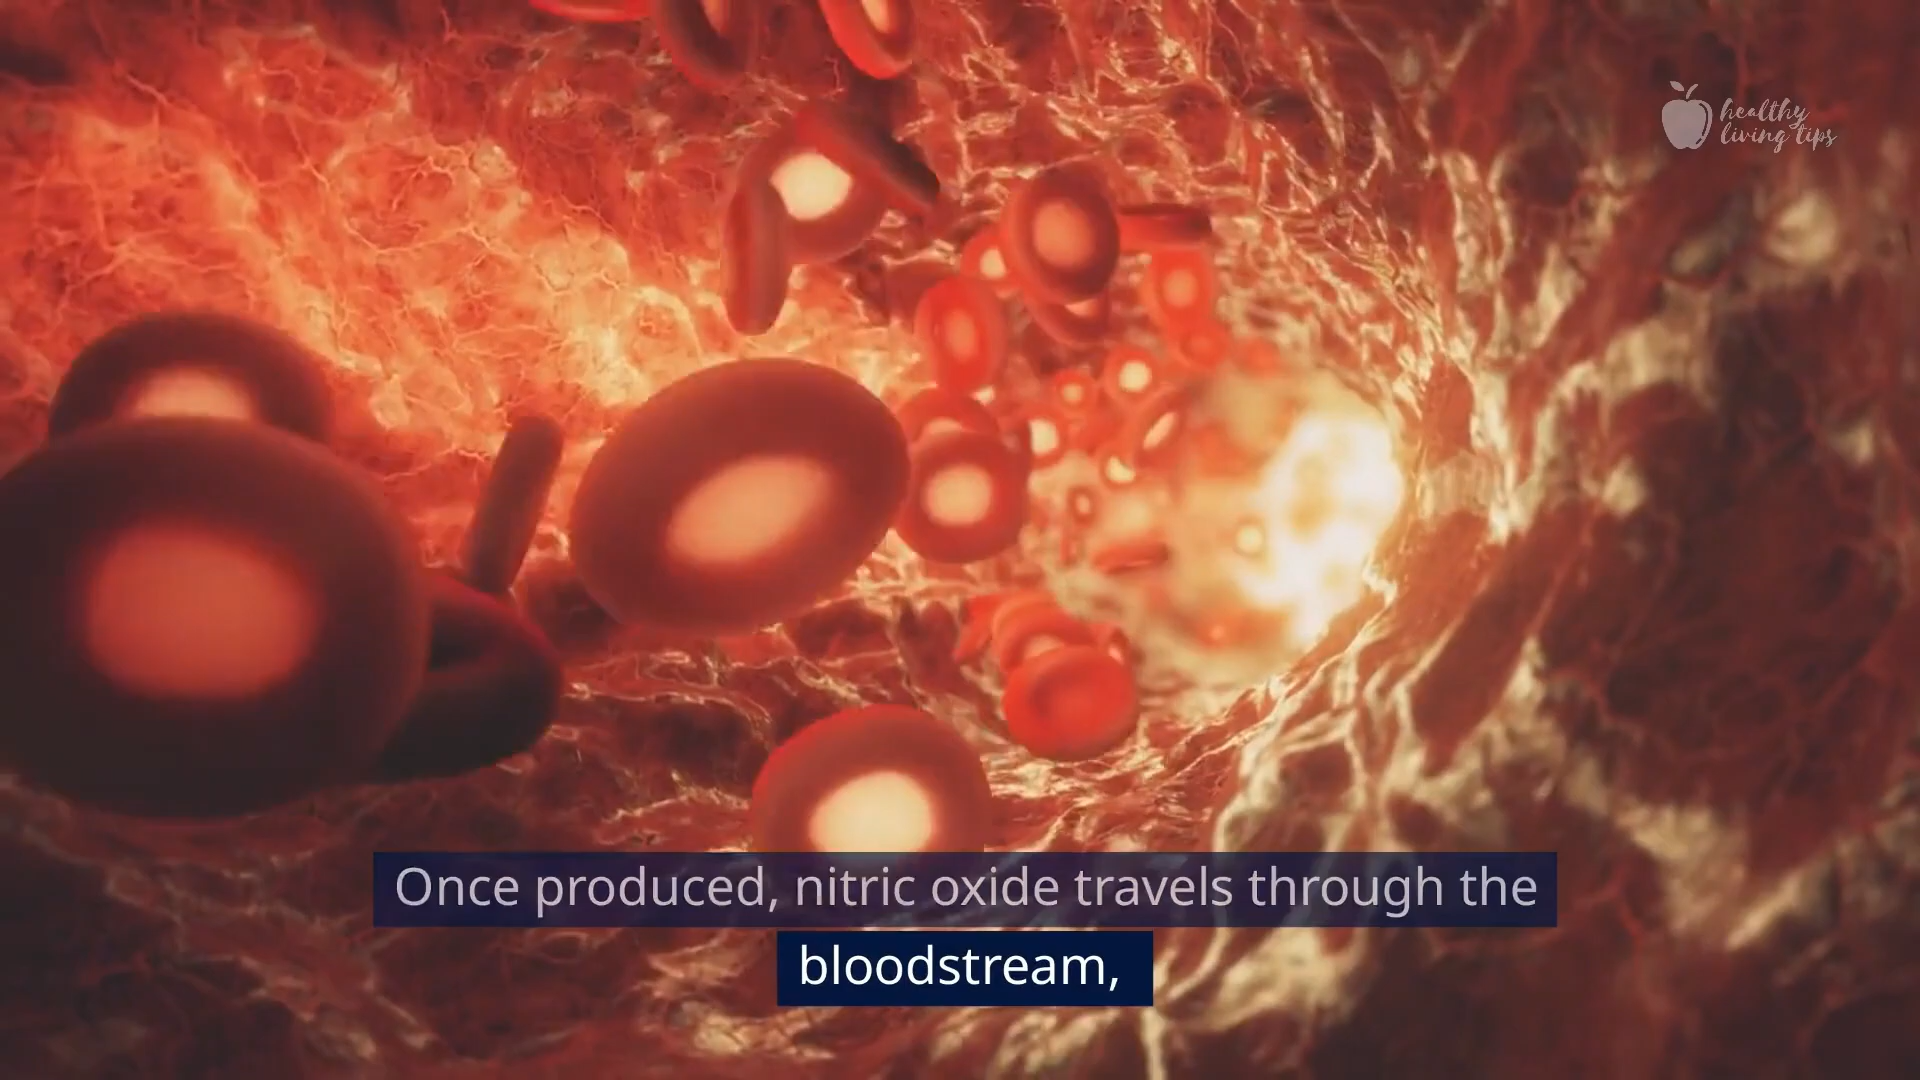 healthy
living tips
Once produced, nitric oxide travels through the
bloodstream,